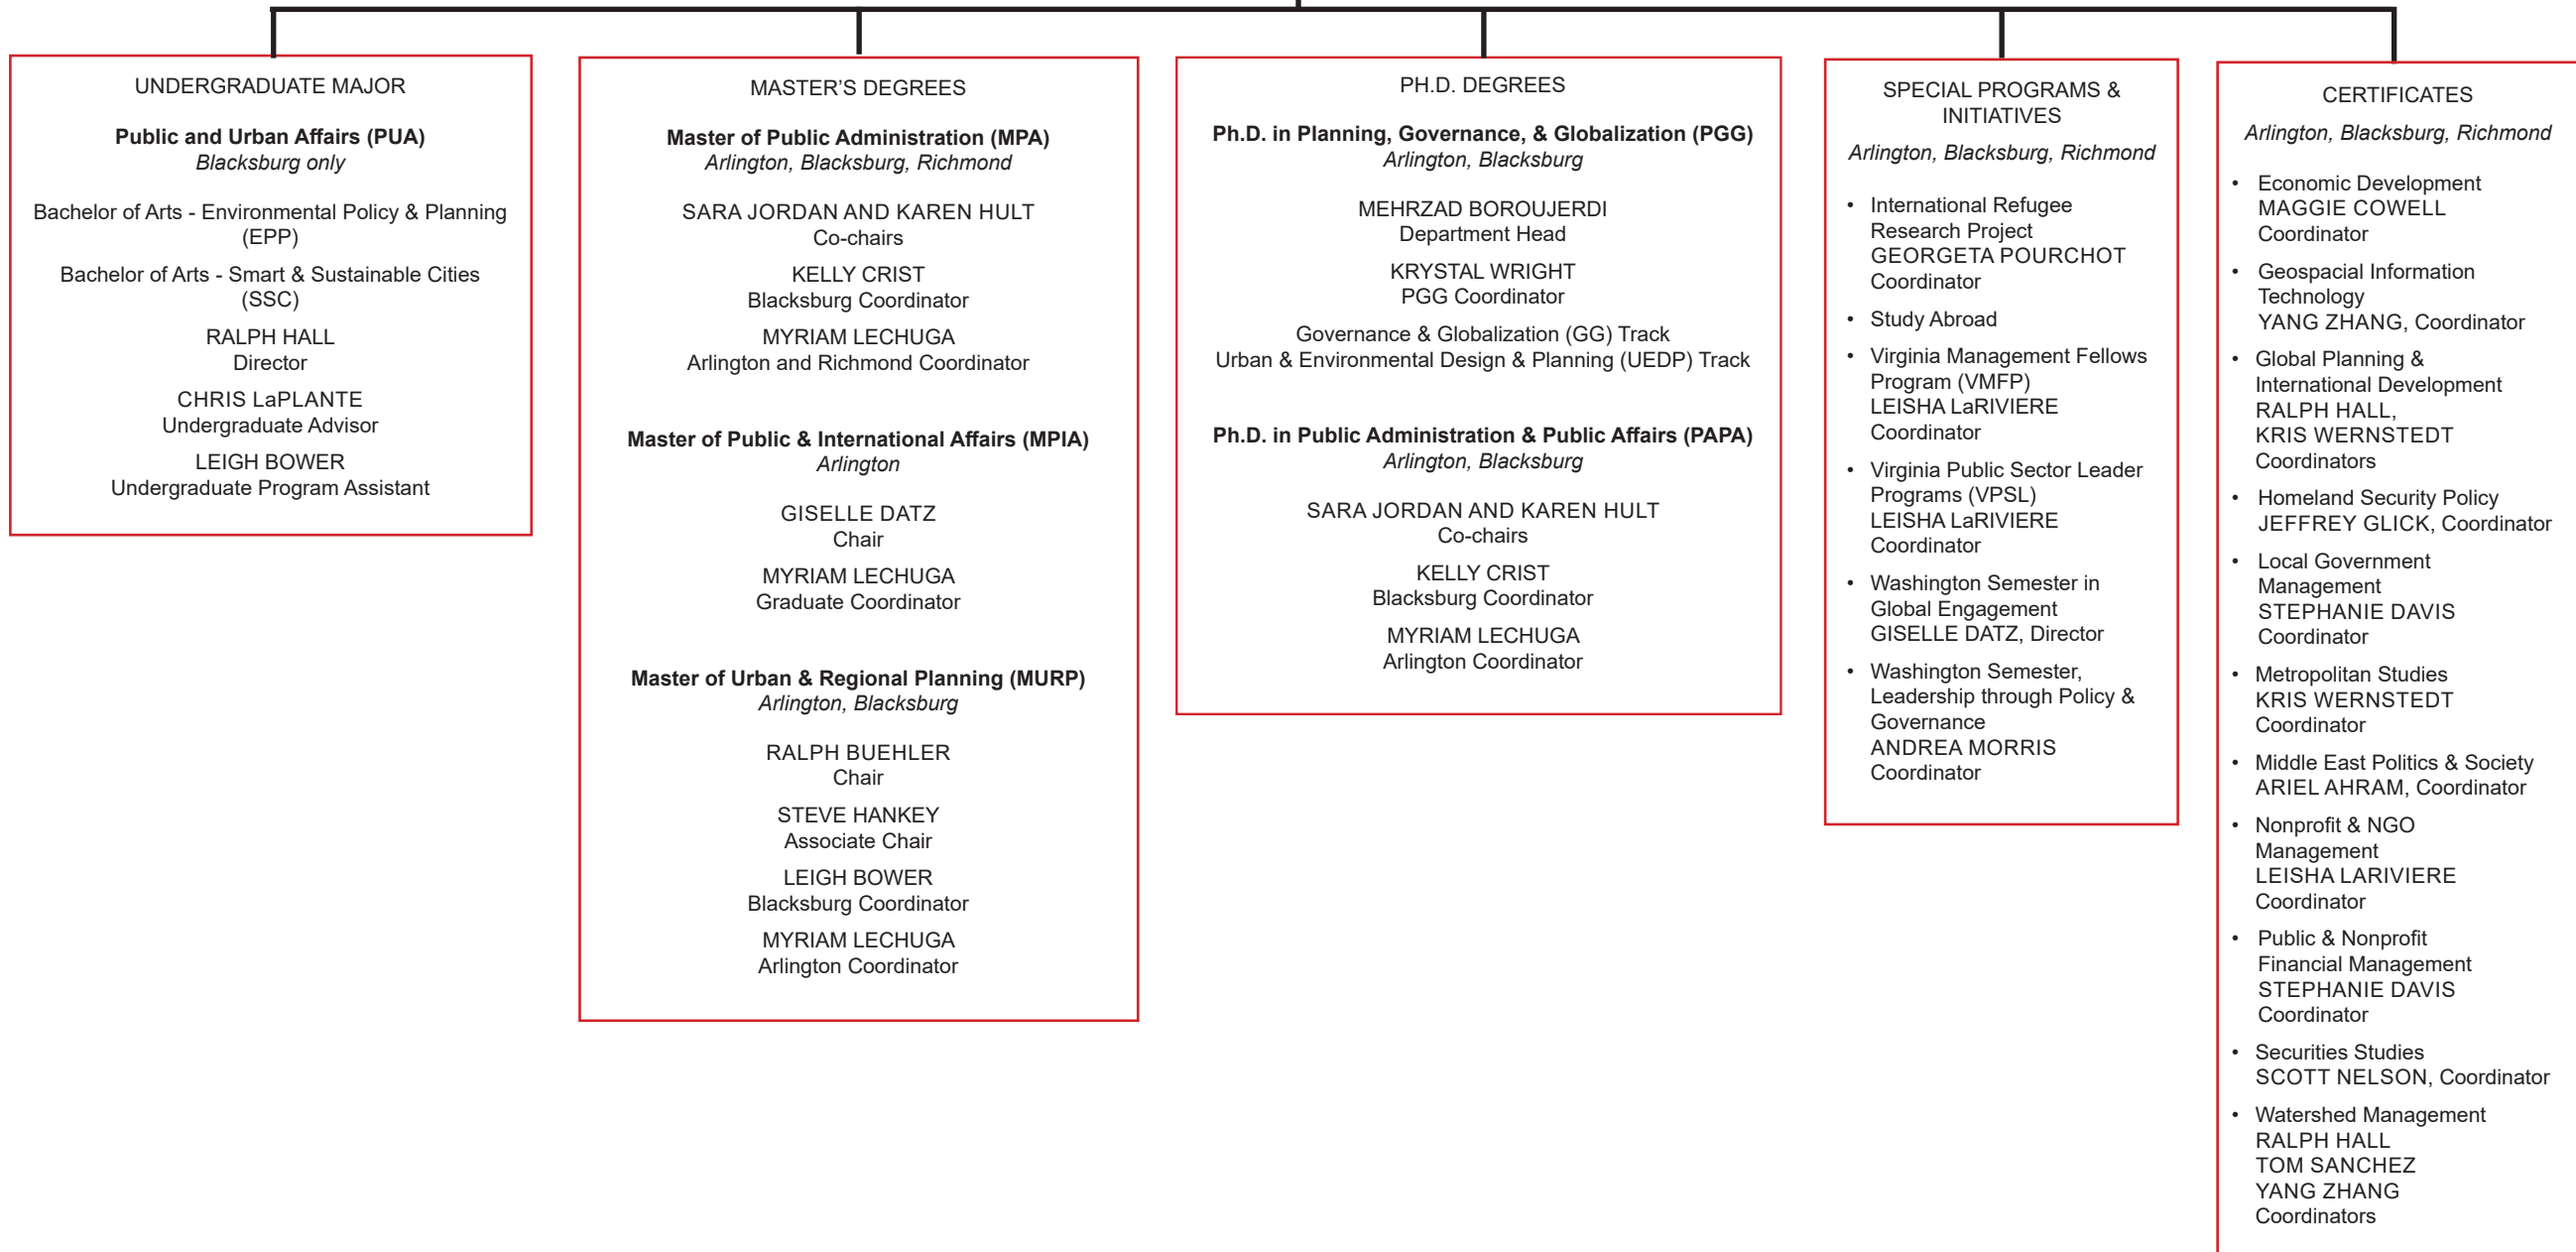 UNDERGRADUATE MAJOR
Public and Urban Affairs (PUA)
Blacksburg only
Bachelor of Arts - Environmental Policy & Planning
(EPP)
Bachelor of Arts - Smart & Sustainable Cities
(SSC)
RALPH HALL
Director
CHRIS LaPLANTE
Undergraduate Advisor
LEIGH BOWER
Undergraduate Program Assistant
MASTER'S DEGREES
Master of Public Administration (MPA)
Arlington, Blacksburg, Richmond
SARA JORDAN AND KAREN HULT
Co-chairs
KELLY CRIST
Blacksburg Coordinator
MYRIAM LECHUGA
Arlington and Richmond Coordinator
Master of Public & International Affairs (MPIA)
Arlington
GISELLE DATZ
Chair
MYRIAM LECHUGA
Graduate Coordinator
Master of Urban & Regional Planning (MURP)
Arlington, Blacksburg
RALPH BUEHLER
Chair
STEVE HANKEY
Associate Chair
LEIGH BOWER
Blacksburg Coordinator
MYRIAM LECHUGA
Arlington Coordinator
PH.D. DEGREES
Ph.D. in Planning, Governance, & Globalization (PGG)
Arlington, Blacksburg
MEHRZAD BOROUJERDI
Department Head
KRYSTAL WRIGHT
PGG Coordinator
Governance & Globalization (GG) Track
Urban & Environmental Design & Planning (UEDP) Track
Ph.D. in Public Administration & Public Affairs (PAPA)
Arlington, Blacksburg
SARA JORDAN AND KAREN HULT
Co-chairs
KELLY CRIST
Blacksburg Coordinator
MYRIAM LECHUGA
Arlington Coordinator
SPECIAL PROGRAMS &
INITIATIVES
Arlington, Blacksburg, Richmond
• International Refugee
Research Project
GEORGETA POURCHOT
Coordinator
• Study Abroad
• Virginia Management Fellows
Program (VMFP)
LEISHA LaRIVIERE
Coordinator
• Virginia Public Sector Leader
Programs (VPSL)
LEISHA LaRIVIERE
Coordinator
• Washington Semester in
Global Engagement
GISELLE DATZ, Director
• Washington Semester,
Leadership through Policy &
Governance
ANDREA MORRIS
Coordinator
CERTIFICATES
Arlington, Blacksburg, Richmond
• Economic Development
MAGGIE COWELL
Coordinator
• Geospacial Information
Technology
YANG ZHANG, Coordinator
• Global Planning &
International Development
RALPH HALL,
KRIS WERNSTEDT
Coordinators
• Homeland Security Policy
JEFFREY GLICK, Coordinator
• Local Government
Management
STEPHANIE DAVIS
Coordinator
• Metropolitan Studies
KRIS WERNSTEDT
Coordinator
• Middle East Politics & Society
ARIEL AHRAM, Coordinator
• Nonprofit & NGO
Management
LEISHA LARIVIERE
Coordinator
• Public & Nonprofit
Financial Management
STEPHANIE DAVIS
Coordinator
• Securities Studies
SCOTT NELSON, Coordinator
• Watershed Management
RALPH HALL
TOM SANCHEZ
YANG ZHANG
Coordinators